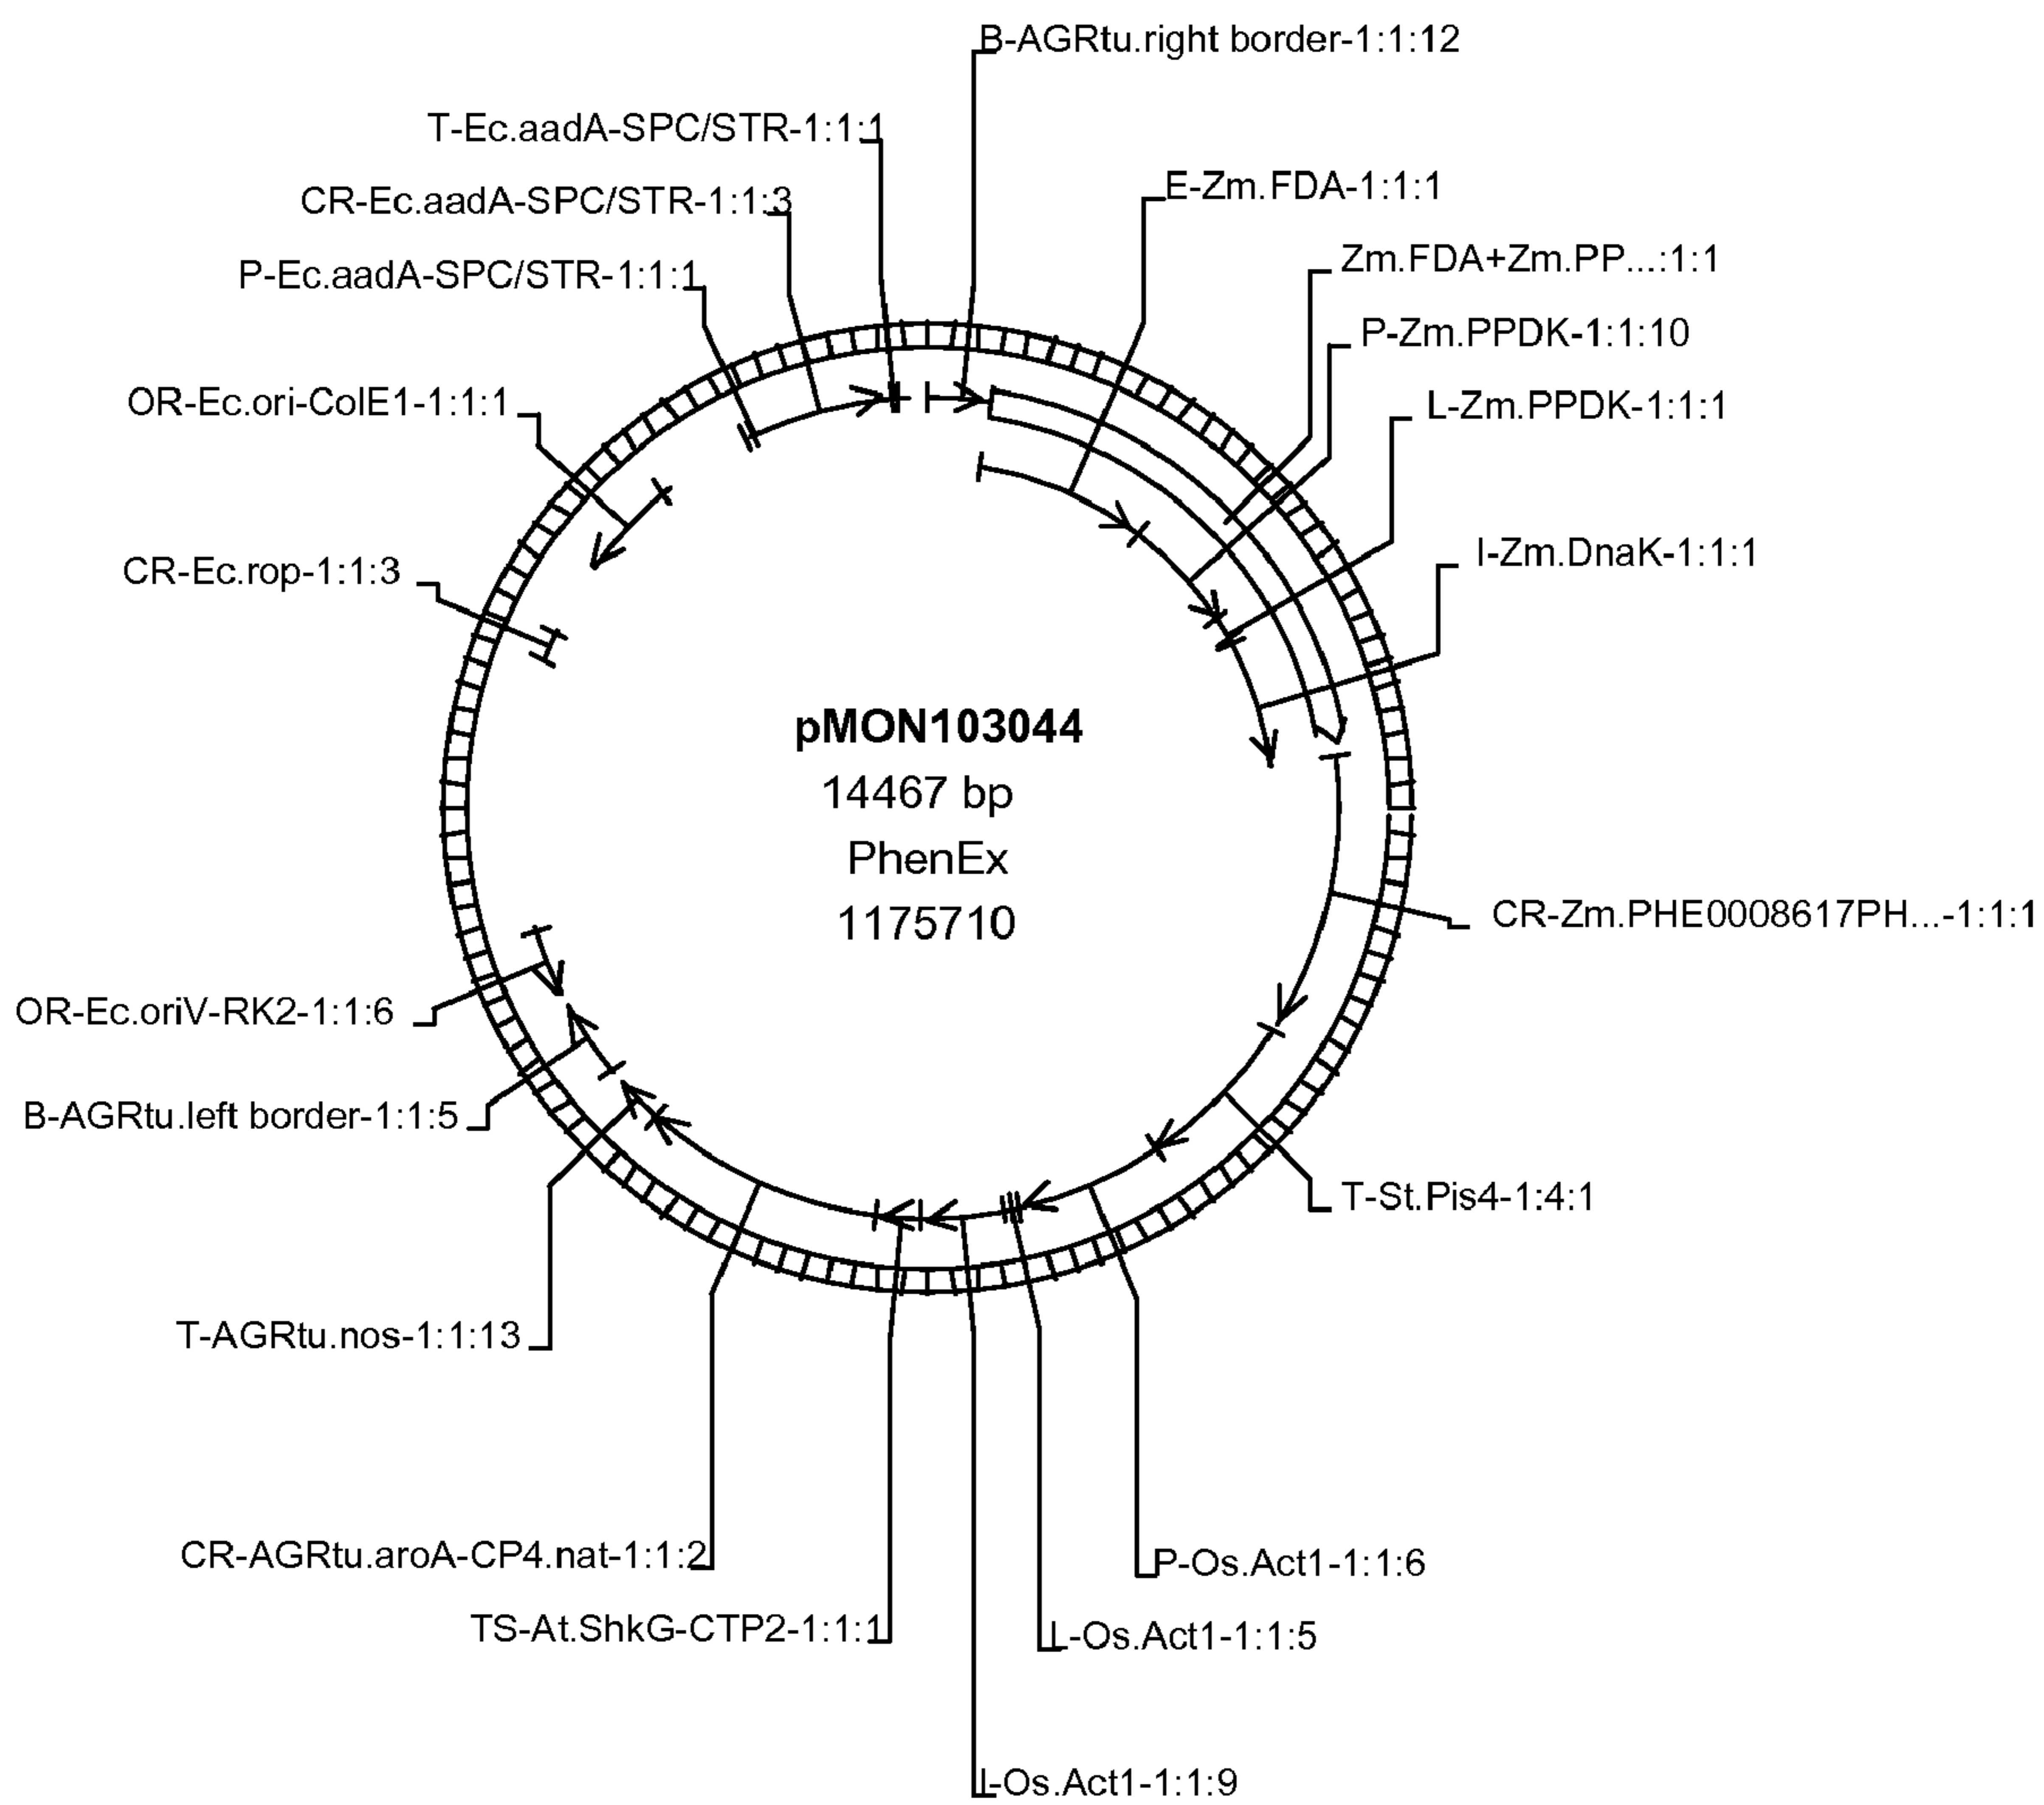 B-AGRtu.right border-1:1:12
T-Ec.aadA-SPC/STR-1:1:1
E-Zm.FDA-1:1:1
CR-Ec.aadA-SPC/STR-1:1:3
Zm.FDA+Zm.PP...:1:1
P-Ec.aadA-SPC/STR-1:1:1
P-Zm.PPDK-1:1:10
OR-Ec.ori-ColE1-1:1:1
L-Zm.PPDK-1:1:1
I-Zm.DnaK-1:1:1
CR-Ec.rop-1:1:3
pMON103044
14467 bp
PhenEx
1175710
CR-Zm.PHE0008617PH...-1:1:1
OR-Ec.oriV-RK2-1:1:6
B-AGRtu.left border-1:1:5
T-St.Pis4-1:4:1
T-AGRtu.nos-1:1:13
CR-AGRtu.aroA-CP4.nat-1:1:2
P-Os.Act1-1:1:6
TS-At.ShkG-CTP2-1:1:1
L-Os.Act1-1:1:5
I-Os.Act1-1:1:9